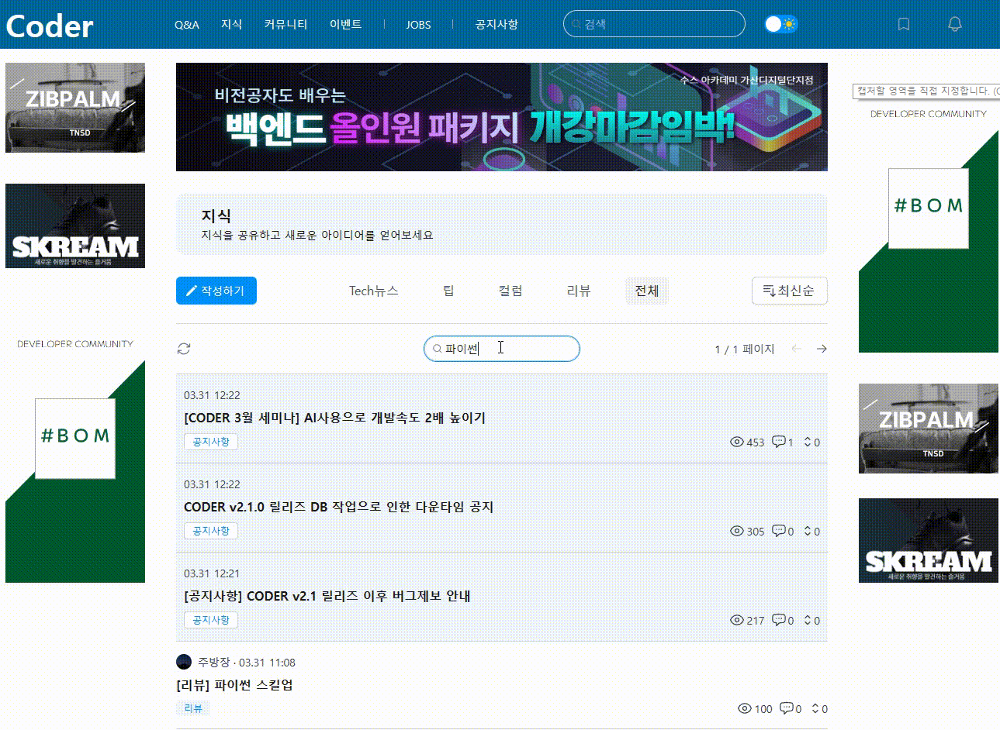 Coder
Q&A 지식 커뮤니티 이벤트 | JOBS | 공지사항
검색
ZIBPALM
TNSD
SKREAM
새로운 취향을 발견하는 즐거움
DEVELOPER COMMUNITY
#BOM
수스 아카데미 가산디지털단지점
비전공자도 배우는
백엔드 올인원 패키지 개강마감임박!
지식
지식을 공유하고 새로운 아이디어를 얻어보세요
작성하기 Tech뉴스 팁 컬럼 리뷰 전체 최신순
파이썬 1 / 1 페이지
03.31 12:22
[CODER 3월 세미나] AI사용으로 개발속도 2배 높이기
공지사항 453 1 0
03.31 12:22
CODER v2.1.0 릴리즈 DB 작업으로 인한 다운타임 공지
공지사항 305 0 0
03.31 12:21
[공지사항] CODER v2.1 릴리즈 이후 버그제보 안내
공지사항 217 0 0
주방장 · 03.31 11:08
[리뷰] 파이썬 스킬업
리뷰 100 0 0
캡처할 영역을 직접 지정합니다. (C
DEVELOPER COMMUNITY
#BOM
ZIBPALM
TNSD
SKREAM
새로운 취향을 발견하는 즐거움